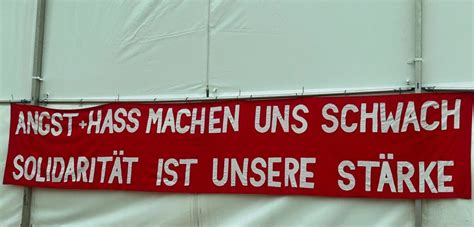 ANGST+HASS MACHEN UNS SCHWACH
SOLIDARITÄT IST UNSERE STÄRKE